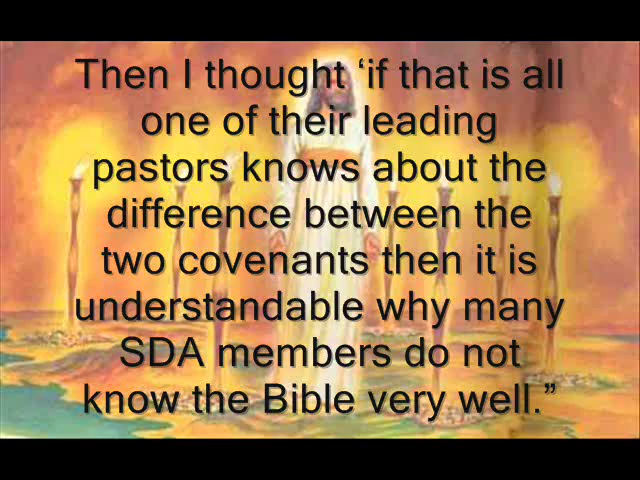 Then I thought ‘if that is all
one of their leading
pastors knows about the
difference between the
two covenants then it is
understandable why many
SDA members do not
know the Bible very well.”